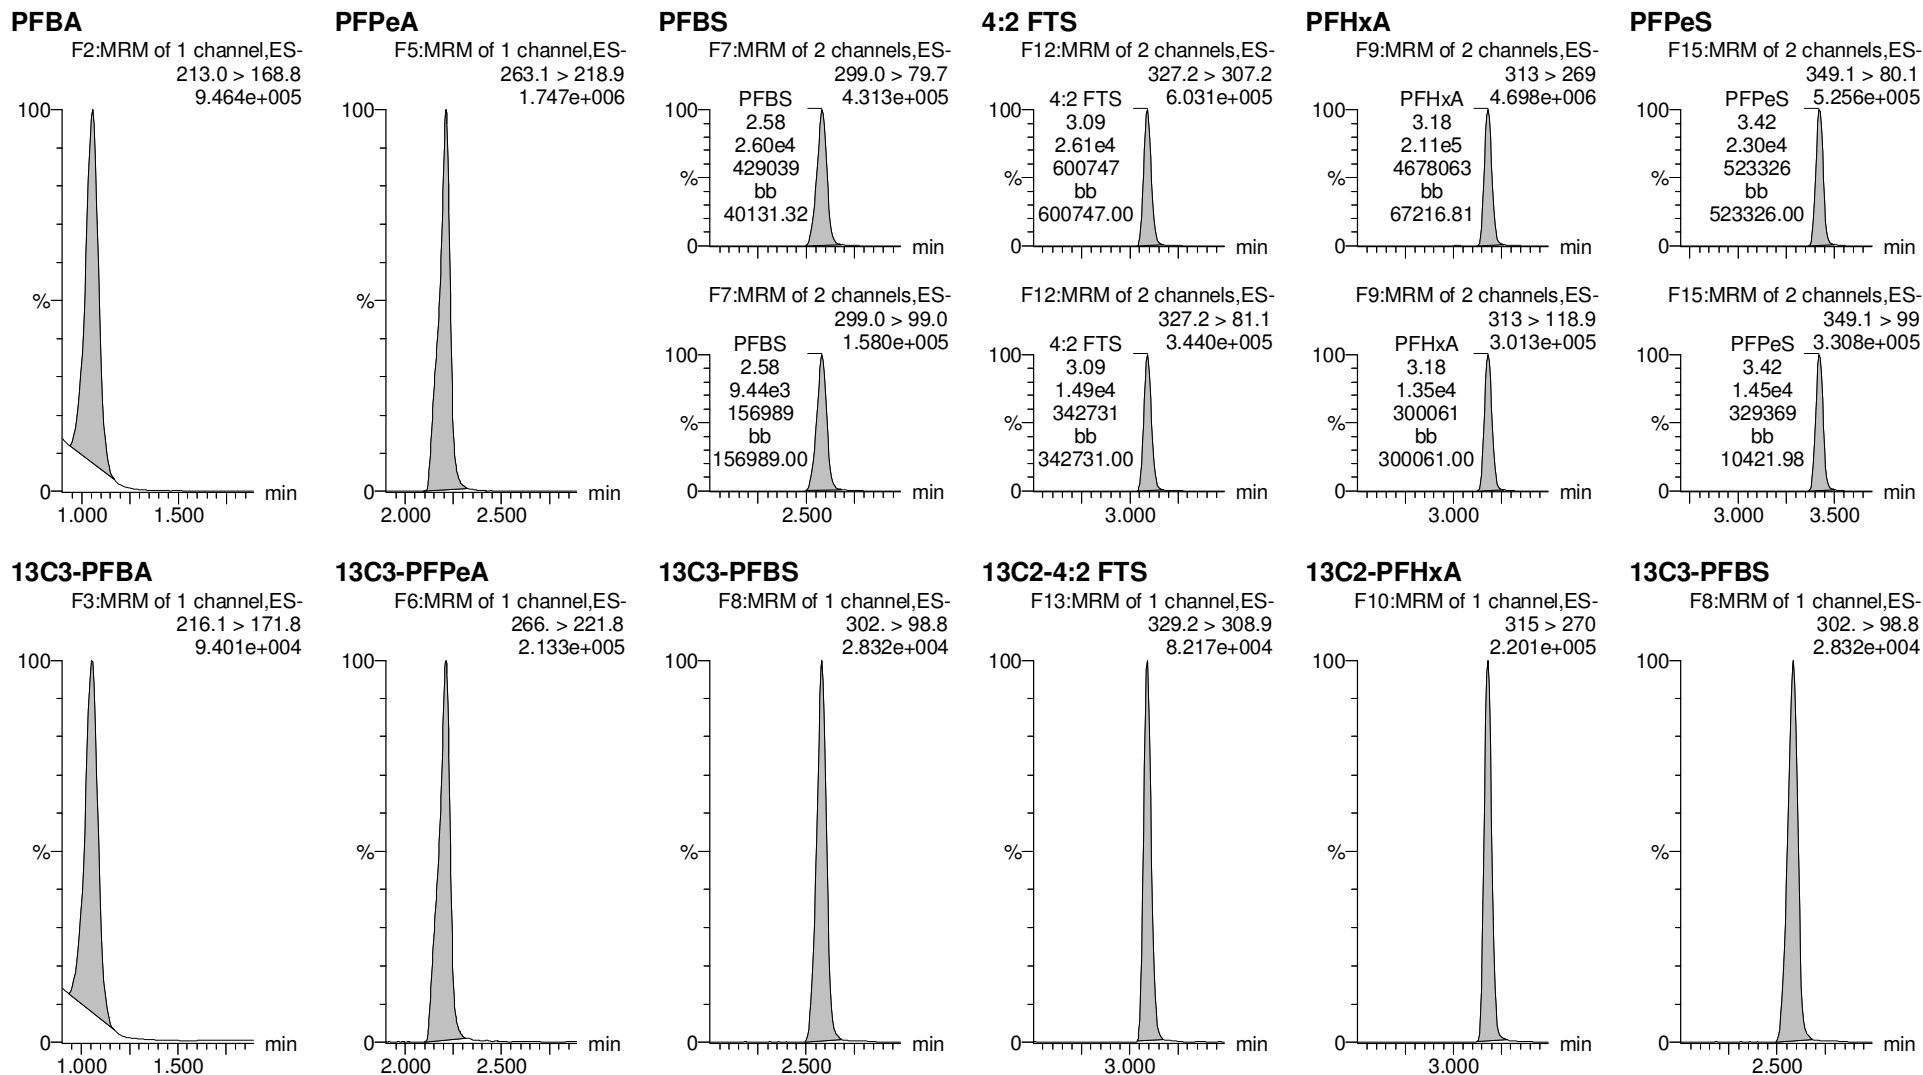 PFBA
F2:MRM of 1 channel,ES-
213.0 > 168.8
9.464e+005
100
%
0
min
1.000 1.500
PFPeA
F5:MRM of 1 channel,ES-
263.1 > 218.9
1.747e+006
100
%
0
min
2.000 2.500
PFBS
F7:MRM of 2 channels,ES-
299.0 > 79.7
4.313e+005
100
PFBS
2.58
2.60e4
429039
bb
40131.32
%
0
min
F7:MRM of 2 channels,ES-
299.0 > 99.0
1.580e+005
100
PFBS
2.58
9.44e3
156989
bb
156989.00
%
0
min
2.500
4:2 FTS
F12:MRM of 2 channels,ES-
327.2 > 307.2
6.031e+005
100
4:2 FTS
3.09
2.61e4
600747
bb
600747.00
%
0
min
F12:MRM of 2 channels,ES-
327.2 > 81.1
3.440e+005
100
4:2 FTS
3.09
1.49e4
342731
bb
342731.00
%
0
min
3.000
PFHxA
F9:MRM of 2 channels,ES-
313 > 269
4.698e+006
100
PFHxA
3.18
2.11e5
4678063
bb
67216.81
%
0
min
F9:MRM of 2 channels,ES-
313 > 118.9
3.013e+005
100
PFHxA
3.18
1.35e4
300061
bb
300061.00
%
0
min
3.000
PFPeS
F15:MRM of 2 channels,ES-
349.1 > 80.1
5.256e+005
100
PFPeS
3.42
2.30e4
523326
bb
523326.00
%
0
min
F15:MRM of 2 channels,ES-
349.1 > 99
3.308e+005
100
PFPeS
3.42
1.45e4
329369
bb
10421.98
%
0
min
3.000 3.500
13C3-PFBA
F3:MRM of 1 channel,ES-
216.1 > 171.8
9.401e+004
100
%
0
min
1.000 1.500
13C3-PFPeA
F6:MRM of 1 channel,ES-
266. > 221.8
2.133e+005
100
%
0
min
2.000 2.500
13C3-PFBS
F8:MRM of 1 channel,ES-
302. > 98.8
2.832e+004
100
%
0
min
2.500
13C2-4:2 FTS
F13:MRM of 1 channel,ES-
329.2 > 308.9
8.217e+004
100
%
0
min
3.000
13C2-PFHxA
F10:MRM of 1 channel,ES-
315 > 270
2.201e+005
100
%
0
min
3.000
13C3-PFBS
F8:MRM of 1 channel,ES-
302. > 98.8
2.832e+004
100
%
0
min
2.500